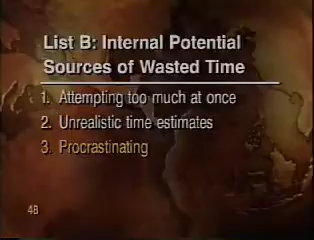 List B: Internal Potential
Sources of Wasted Time
1. Attempting too much at once
2. Unrealistic time estimates
3. Procrastinating
48